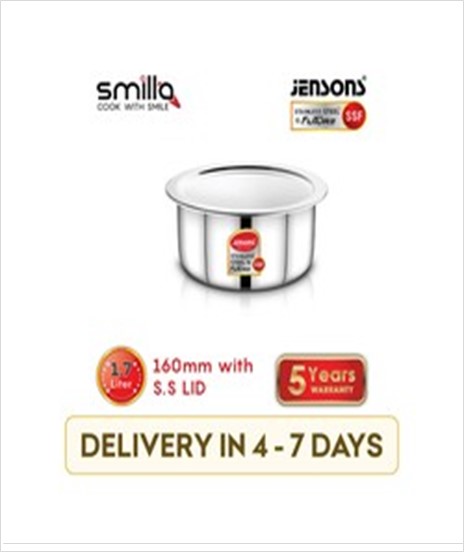 smilla
COOK WITH SMILE
JENSONS
STAINLESS STEEL
SSF
JENSONS
1.7
Liter
160mm with
S.S LID
5 Years
WARRANTY
DELIVERY IN 4 - 7 DAYS